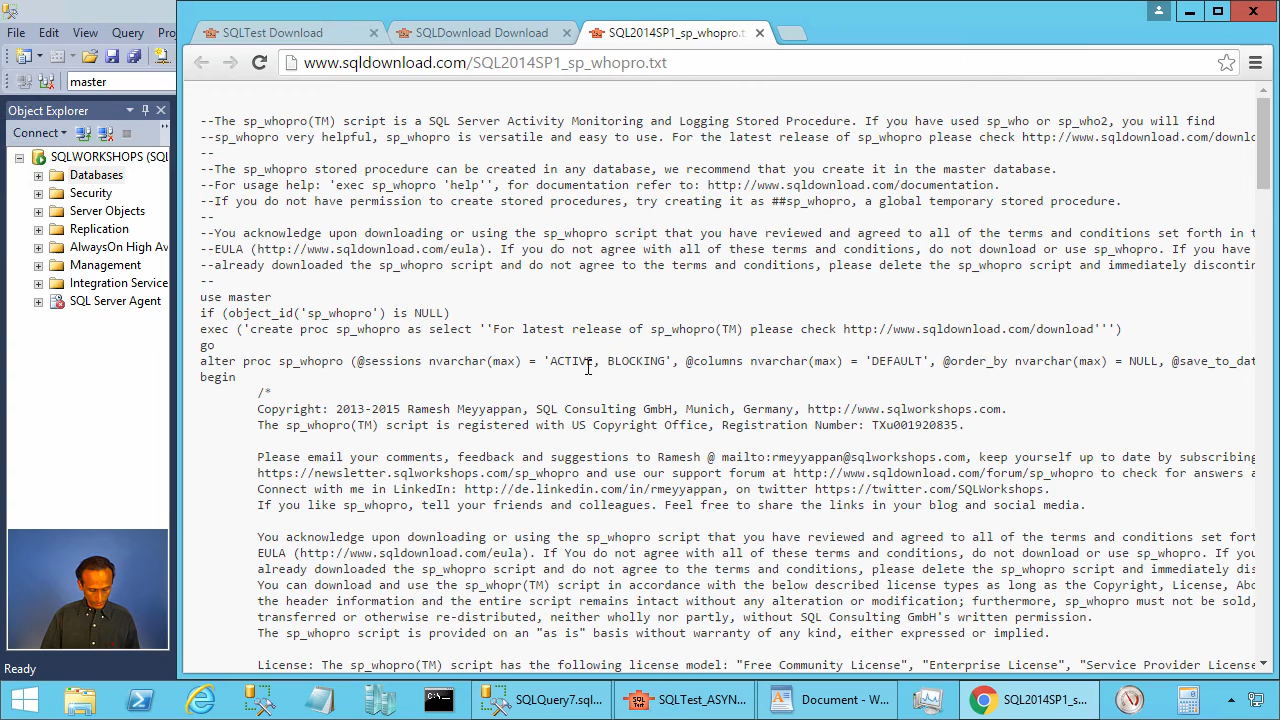 File Edit View Query Pro
master
Object Explorer
Connect
SQLWORKSHOPS (SQL
Databases
Security
Server Objects
Replication
AlwaysOn High Av
Management
Integration Service
SQL Server Agent
Ready
SQLTest Download
SQLDownload Download
SQL2014SP1_sp_whopro.t
www.sqldownload.com/SQL2014SP1_sp_whopro.txt
--The sp_whopro(TM) script is a SQL Server Activity Monitoring and Logging Stored Procedure. If you have used sp_who or sp_who2, you will find
--sp_whopro very helpful, sp_whopro is versatile and easy to use. For the latest release of sp_whopro please check http://www.sqldownload.com/downlo
--
--The sp_whopro stored procedure can be created in any database, we recommend that you create it in the master database.
--For usage help: 'exec sp_whopro 'help'', for documentation refer to: http://www.sqldownload.com/documentation.
--If you do not have permission to create stored procedures, try creating it as ##sp_whopro, a global temporary stored procedure.
--
--You acknowledge upon downloading or using the sp_whopro script that you have reviewed and agreed to all of the terms and conditions set forth in t
--EULA (http://www.sqldownload.com/eula). If you do not agree with all of these terms and conditions, do not download or use sp_whopro. If you have
--already downloaded the sp_whopro script and do not agree to the terms and conditions, please delete the sp_whopro script and immediately discontin
--
use master
if (object_id('sp_whopro') is NULL)
exec ('create proc sp_whopro as select ''For latest release of sp_whopro(TM) please check http://www.sqldownload.com/download''')
go
alter proc sp_whopro (@sessions nvarchar(max) = 'ACTIVE, BLOCKING', @columns nvarchar(max) = 'DEFAULT', @order_by nvarchar(max) = NULL, @save_to_dat
begin
/*
Copyright: 2013-2015 Ramesh Meyyappan, SQL Consulting GmbH, Munich, Germany, http://www.sqlworkshops.com.
The sp_whopro(TM) script is registered with US Copyright Office, Registration Number: TXu001920835.
Please email your comments, feedback and suggestions to Ramesh @ mailto:rmeyyappan@sqlworkshops.com, keep yourself up to date by subscribing
https://newsletter.sqlworkshops.com/sp_whopro and use our support forum at http://www.sqldownload.com/forum/sp_whopro to check for answers a
Connect with me in LinkedIn: http://de.linkedin.com/in/rmeyyappan, on twitter https://twitter.com/SQLWorkshops.
If you like sp_whopro, tell your friends and colleagues. Feel free to share the links in your blog and social media.
You acknowledge upon downloading or using the sp_whopro script that you have reviewed and agreed to all of the terms and conditions set fort
EULA (http://www.sqldownload.com/eula). If You do not agree with all of these terms and conditions, do not download or use sp_whopro. If you
already downloaded the sp_whopro script and do not agree to the terms and conditions, please delete the sp_whopro script and immediately dis
You can download and use the sp_whopr(T) script in accordance with the below described license types as long as the Copyright, License, Abo
the header information and the entire script remains intact without any alteration or modification; furthermore, sp_whopro must not be sold,
transferred or otherwise re-distributed, neither wholly nor partly, without SQL Consulting GmbH's written permission.
The sp_whopro script is provided on an "as is" basis without warranty of any kind, either expressed or implied.
License: The sp_whopro(TM) script has the following license model: "Free Community License", "Enterprise License", "Service Provider License
SQLQuery7.sql...
SQLTest_ASYN...
Document - W...
SQL2014SP1_s...